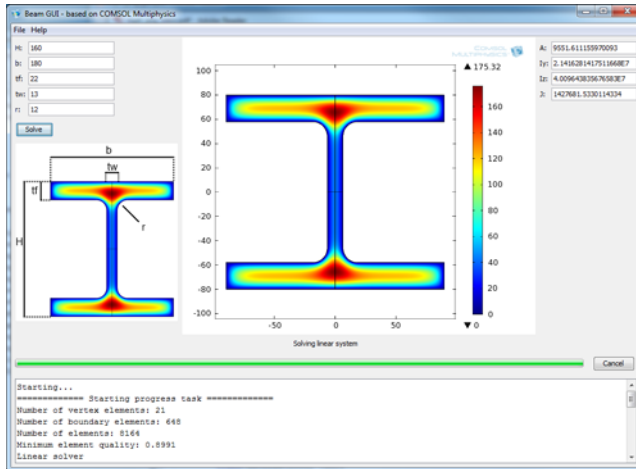 Beam GUI - based on COMSOL Multiphysics
File Help
H: 160
b: 180
tf: 22
tw: 13
r: 12
Solve
COMSOL
MULTIPHYSICS
A: 9551.611155970093
Iy: 2.1416281417511668E7
Iz: 4.009643835676583E7
J: 1427681.5330114334
b
tw
tf
r
H
▲ 175.32
100
80
60
40
20
0
-20
-40
-60
-80
-100
-50
0
50
160
140
120
100
80
60
40
20
0
▼ 0
Solving linear system
Cancel
Starting...
============= Starting progress task =============
Number of vertex elements: 21
Number of boundary elements: 648
Number of elements: 8164
Minimum element quality: 0.8991
Linear solver